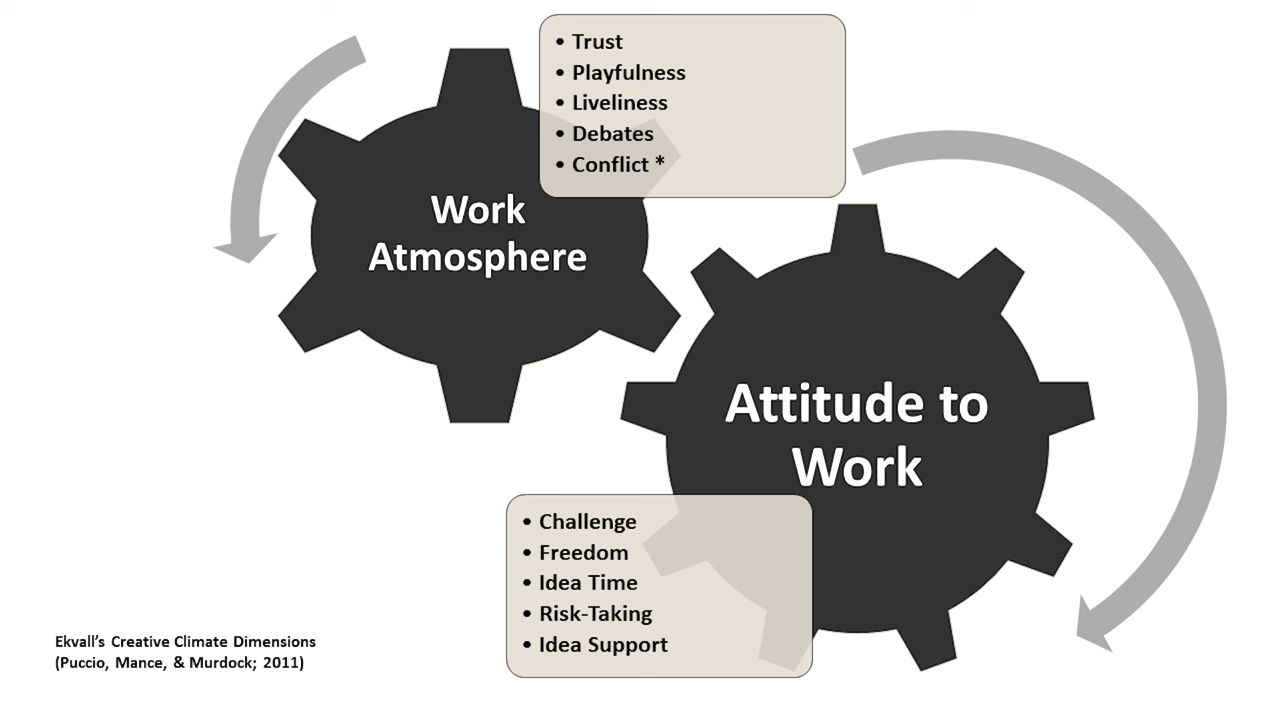 • Trust
• Playfulness
• Liveliness
• Debates
• Conflict *
Work
Atmosphere
Attitude to
Work
• Challenge
• Freedom
• Idea Time
• Risk-Taking
• Idea Support
Ekvall’s Creative Climate Dimensions
(Puccio, Mance, & Murdock; 2011)